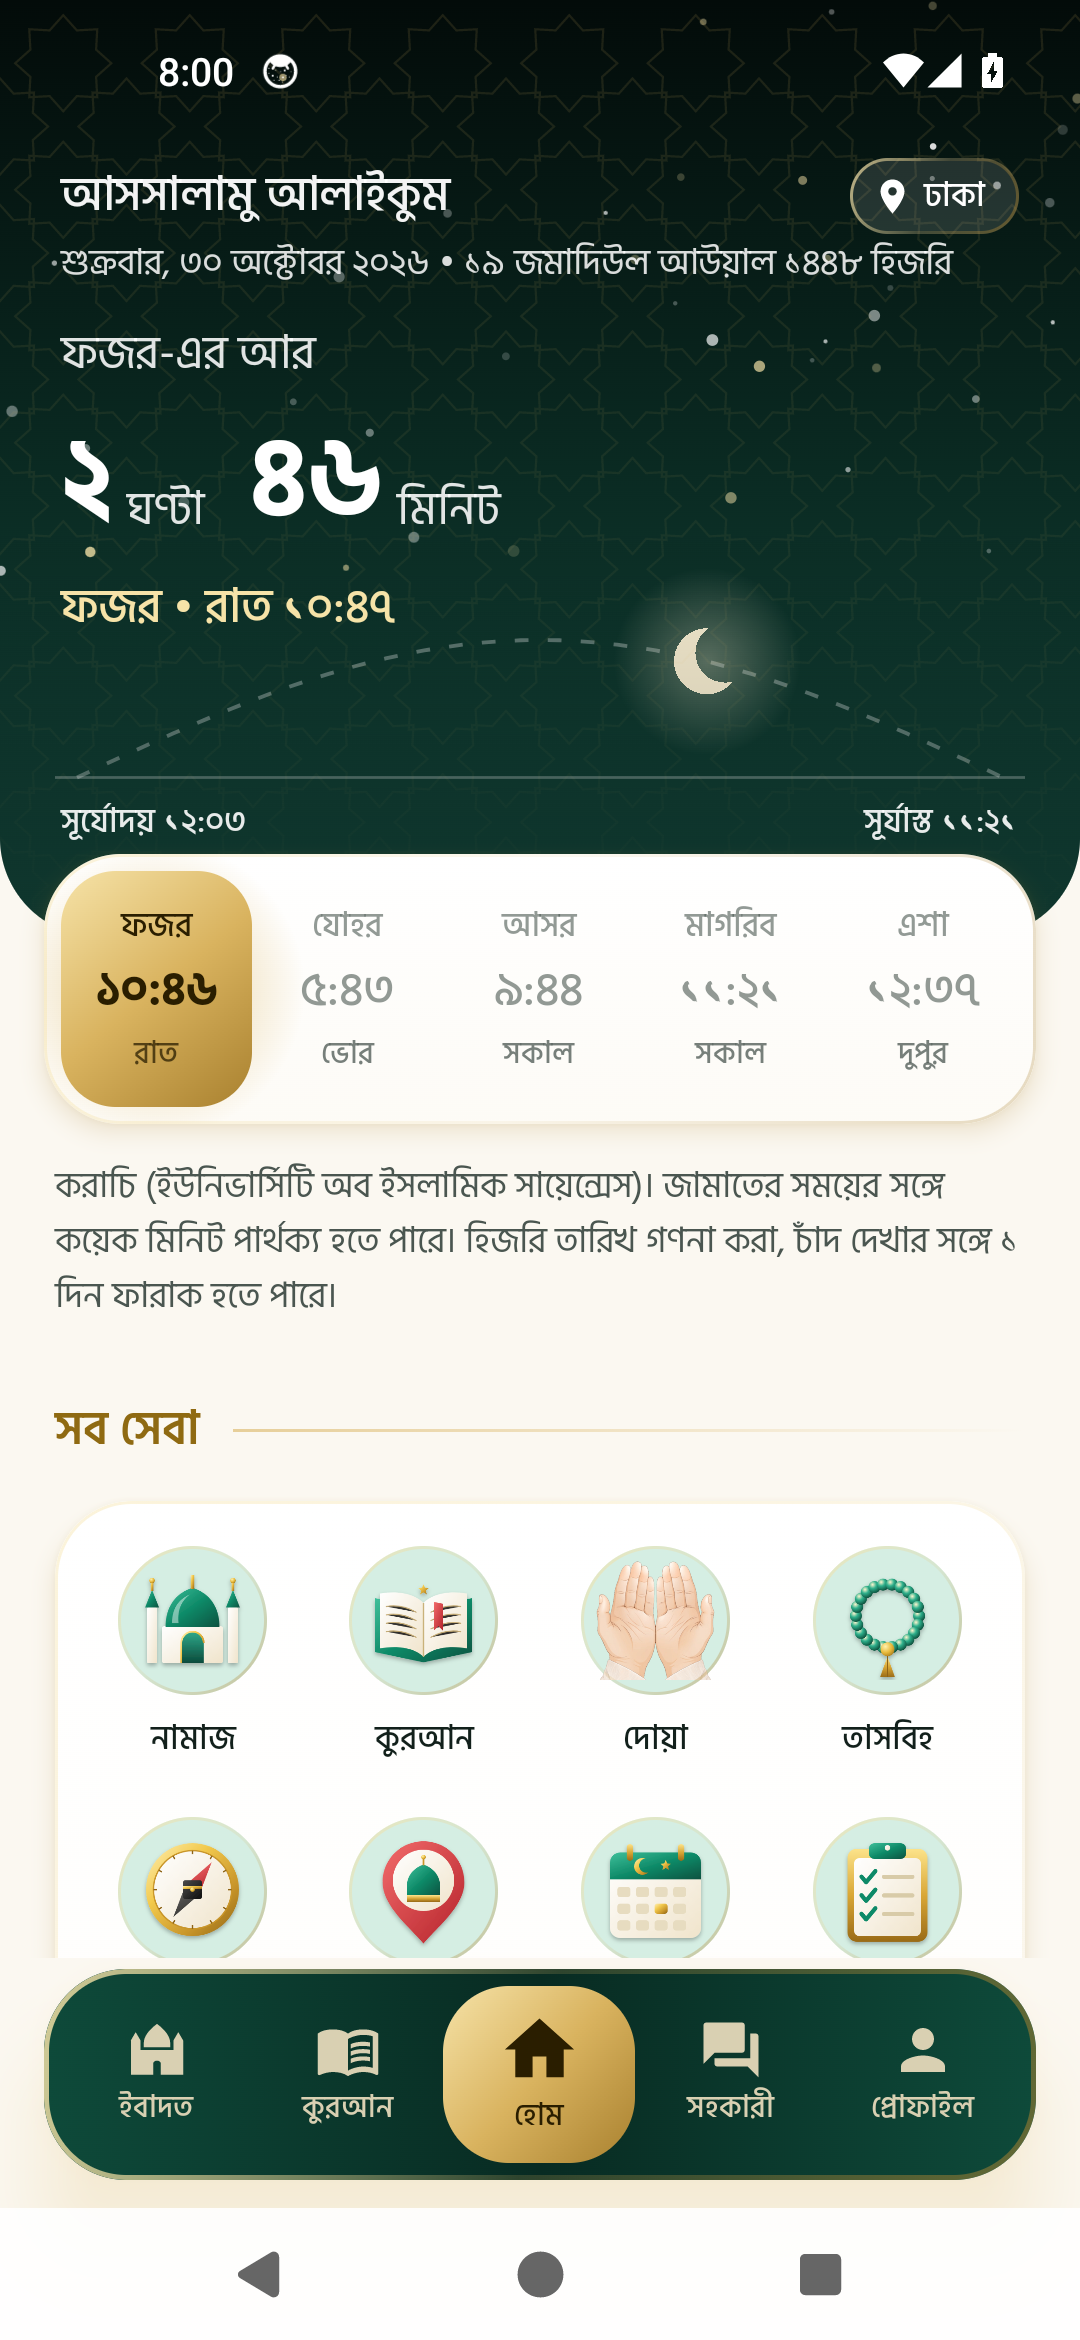 8:00
আসসালামু আলাইকুম
ঢাকা
শুক্রবার, ৩০ অক্টোবর ২০২৬ • ১৯ জমাদিউল আউয়াল ১৪৪৮ হিজরি
ফজর-এর আর
২ ঘণ্টা ৪৬ মিনিট
ফজর • রাত ১০:৪৭
সূর্যোদয় ১২:০৩
সূর্যাস্ত ১১:২১
ফজর যোহর আসর মাগরিব এশা
১০:৪৬ ৫:৪৩ ৯:৪৪ ১১:২১ ১২:৩৭
রাত ভোর সকাল সকাল দুপুর
করাচি (ইউনিভার্সিটি অব ইসলামিক সায়েন্সেস)। জামাতের সময়ের সঙ্গে
কয়েক মিনিট পার্থক্য হতে পারে। হিজরি তারিখ গণনা করা, চাঁদ দেখার সঙ্গে ১
দিন ফারাক হতে পারে।
সব সেবা
নামাজ কুরআন দোয়া তাসবিহ
ইবাদত কুরআন হোম সহকারী প্রোফাইল